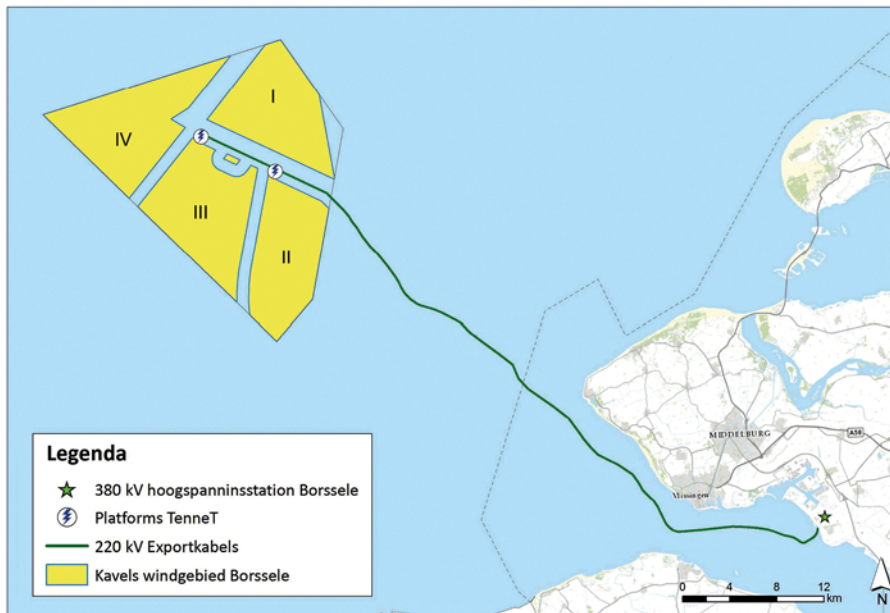 I
IV
III
II
MIDDELBURG
A58
Vlissingen
Legenda
380 kV hoogspanninsstation Borssele
Platforms TenneT
220 kV Exportkabels
Kavels windgebied Borssele
0 2 4 8 12
km
N